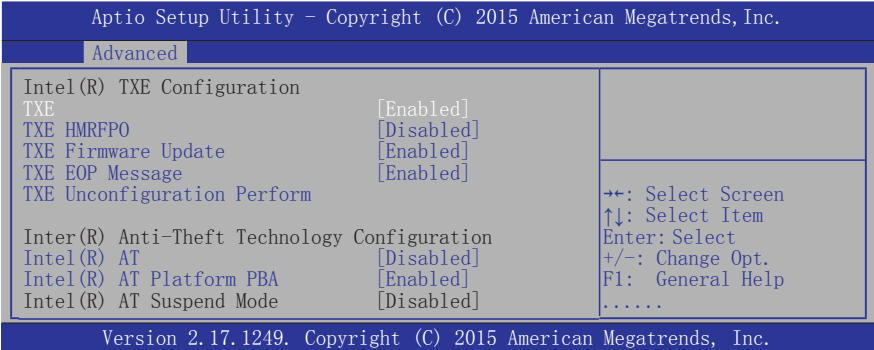 Aptio Setup Utility - Copyright (C) 2015 American Megatrends,Inc.
Advanced
Intel(R) TXE Configuration
TXE [Enabled]
TXE HMRFPO [Disabled]
TXE Firmware Update [Enabled]
TXE EOP Message [Enabled]
TXE Unconfiguration Perform
Inter(R) Anti-Theft Technology Configuration
Intel(R) AT [Disabled]
Intel(R) AT Platform PBA [Enabled]
Intel(R) AT Suspend Mode [Disabled]
→←: Select Screen
↑↓: Select Item
Enter: Select
+/-: Change Opt.
F1: General Help
......
Version 2.17.1249. Copyright (C) 2015 American Megatrends, Inc.